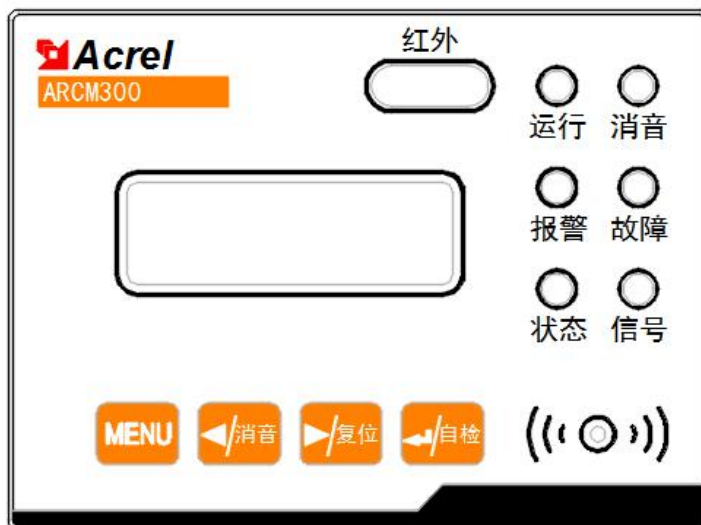 Acrel
红外
ARCM300
运行 消音
报警 故障
状态 信号
MENU ◀/消音 ▶/复位 ↵/自检